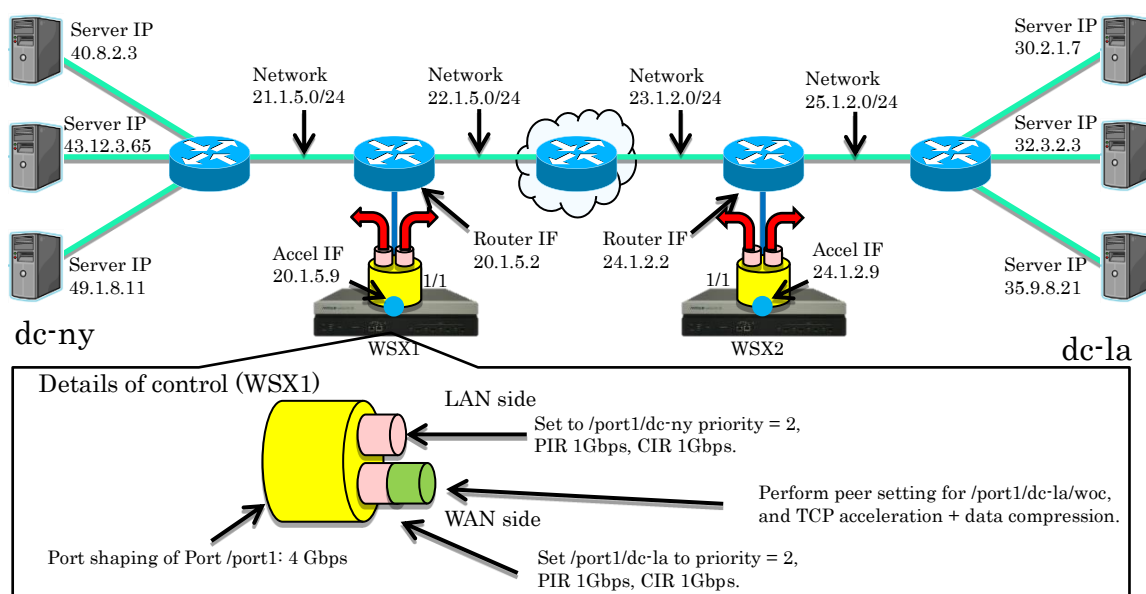 Server IP
40.8.2.3
Server IP
43.12.3.65
Server IP
49.1.8.11
dc-ny
Network
21.1.5.0/24
Network
22.1.5.0/24
Network
23.1.2.0/24
Network
25.1.2.0/24
Server IP
30.2.1.7
Server IP
32.3.2.3
Server IP
35.9.8.21
dc-la
Accel IF
20.1.5.9
1/1
Router IF
20.1.5.2
WSX1
Router IF
24.1.2.2
1/1
Accel IF
24.1.2.9
WSX2
Details of control (WSX1)
LAN side
Set to /port1/dc-ny priority = 2,
PIR 1Gbps, CIR 1Gbps.
WAN side
Perform peer setting for /port1/dc-la/woc,
and TCP acceleration + data compression.
Port shaping of Port /port1: 4 Gbps
Set /port1/dc-la to priority = 2,
PIR 1Gbps, CIR 1Gbps.